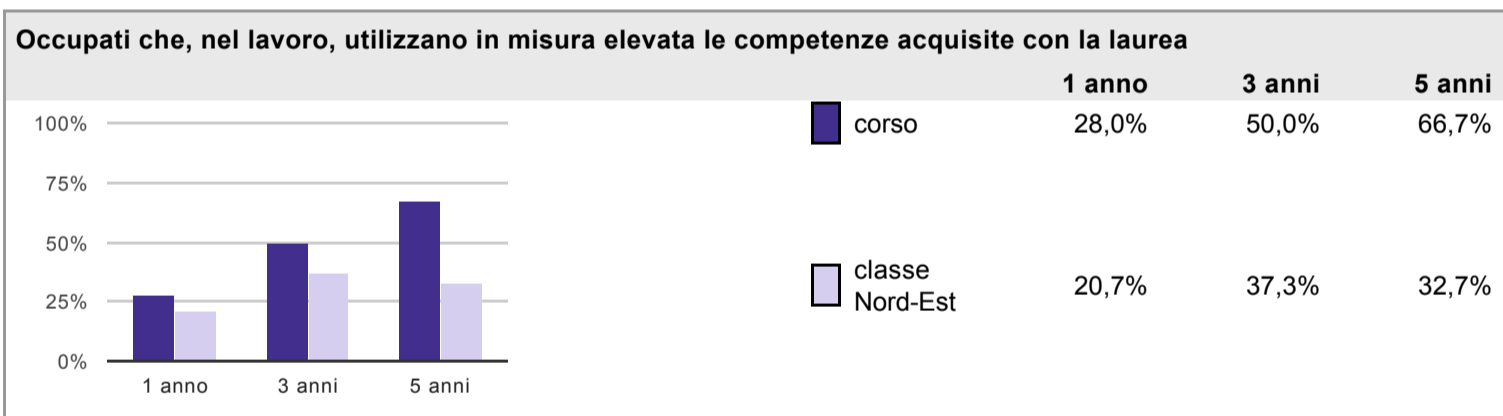 Occupati che, nel lavoro, utilizzano in misura elevata le competenze acquisite con la laurea
1 anno 3 anni 5 anni
100%
75%
50%
25%
0%
1 anno 3 anni 5 anni
corso 28,0% 50,0% 66,7%
classe
Nord-Est 20,7% 37,3% 32,7%